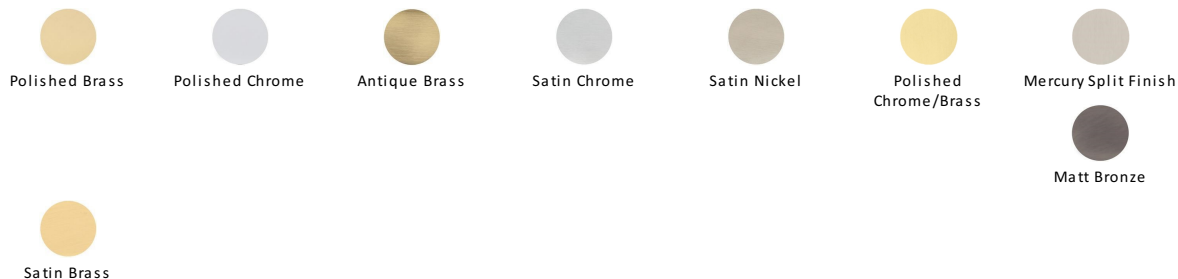 Polished Brass
Polished Chrome
Antique Brass
Satin Chrome
Satin Nickel
Polished
Chrome/Brass
Mercury Split Finish
Matt Bronze
Satin Brass